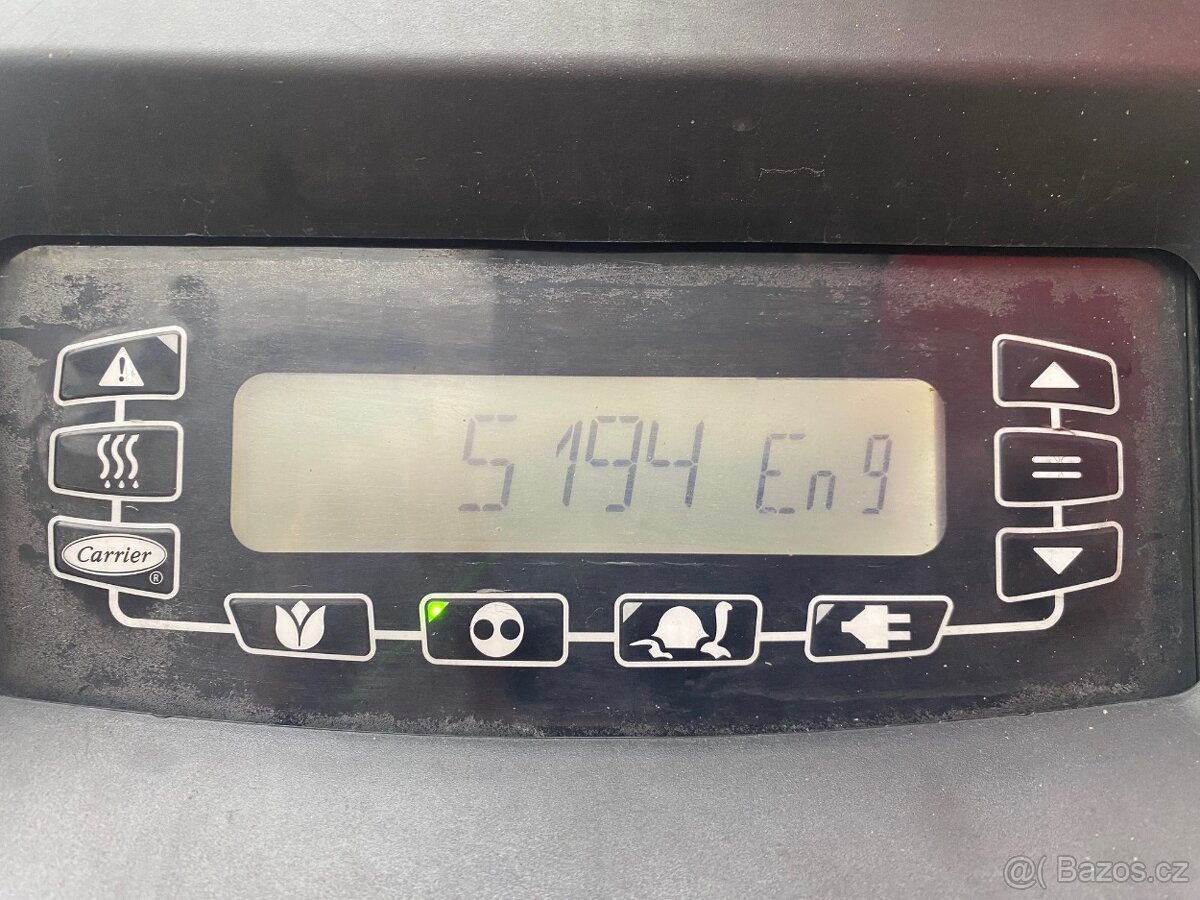 5194 Eng
Carrier
®
@( Bazos.cz